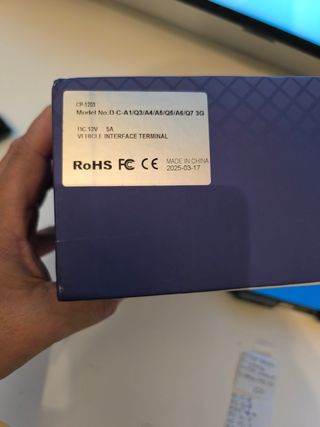 CP-1203
Model No:D-C-A1/Q3/A4/A5/Q5/A6/Q7 3G
DC:12V 5A
VEHICLE INTERFACE TERMINAL
RoHS FC CE MADE IN CHINA
2025-03-17